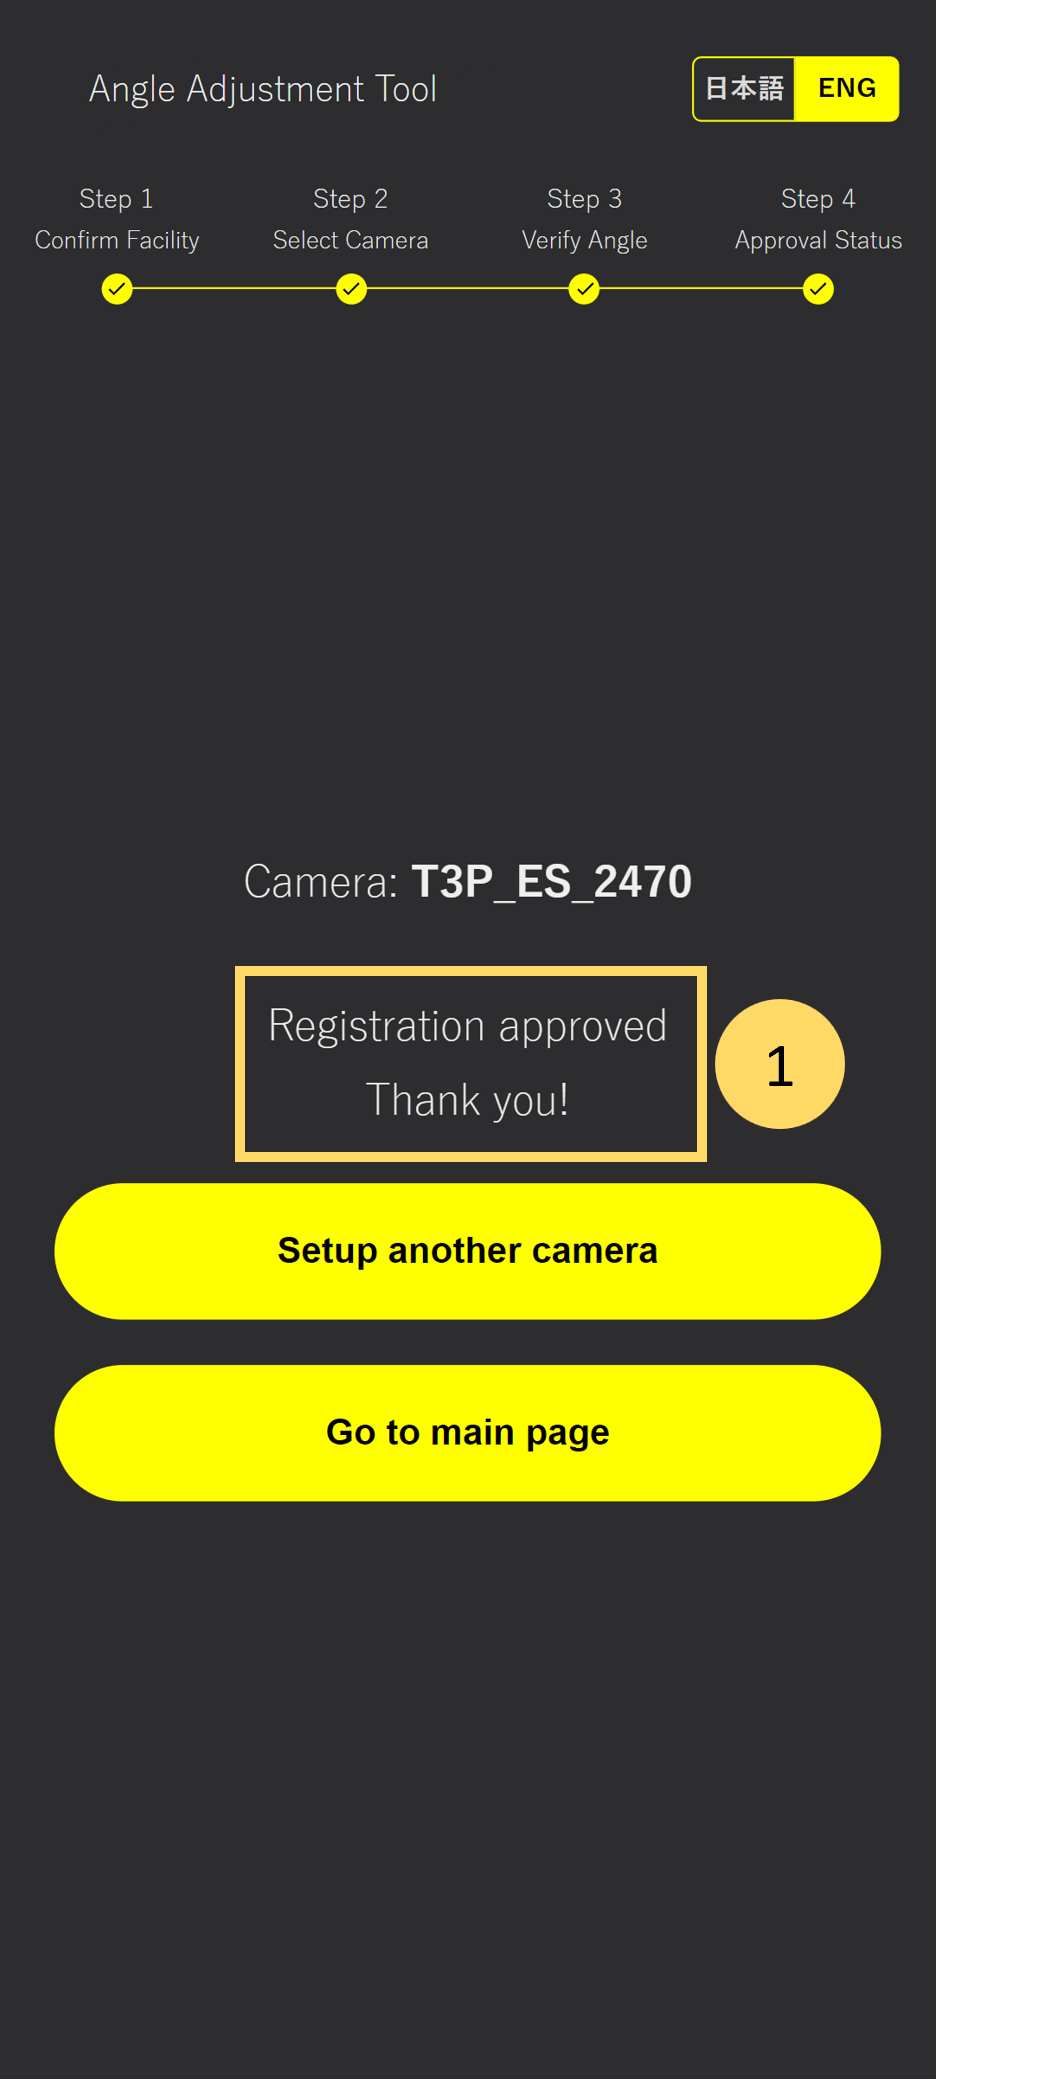 Angle Adjustment Tool
日本語 ENG
Step 1 Step 2 Step 3 Step 4
Confirm Facility Select Camera Verify Angle Approval Status
Camera: T3P_ES_2470
Registration approved
Thank you!
1
Setup another camera
Go to main page